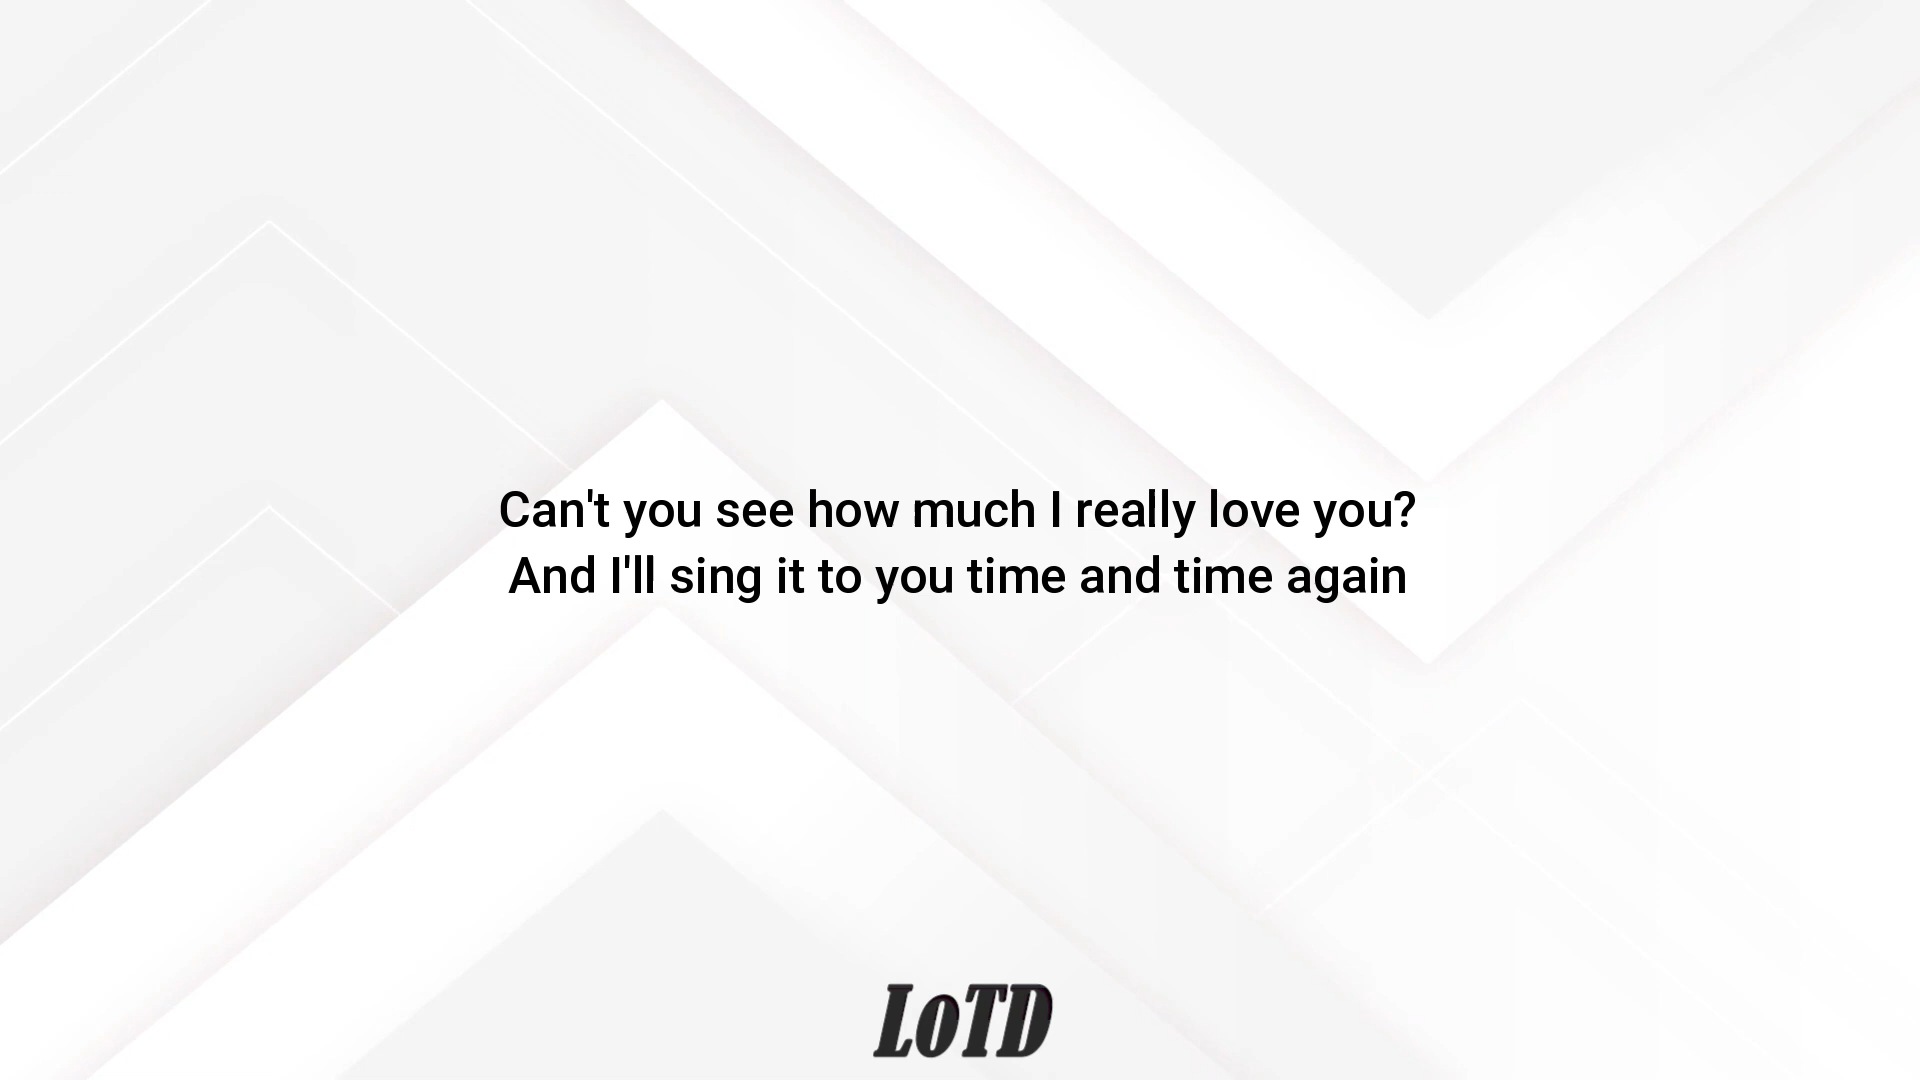 Can't you see how much I really love you?
And I'll sing it to you time and time again
LoTD